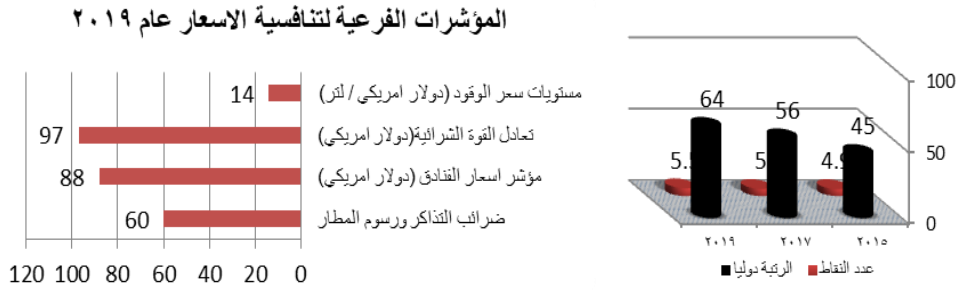 المؤشرات الفرعية لتنافسية الاسعار عام ٢٠١٩
مستويات سعر الوقود (دولار امريكي / لتر)
14
تعادل القوة الشرائية(دولار امريكي)
97
مؤشر اسعار الفنادق (دولار امريكي)
88
ضرائب التذاكر ورسوم المطار
60
120 100 80 60 40 20 0
100
50
0
64 56 45
5 4.9
٢٠١٩ ٢٠١٧ ٢٠١٥
الرتبة دوليا عدد النقاط